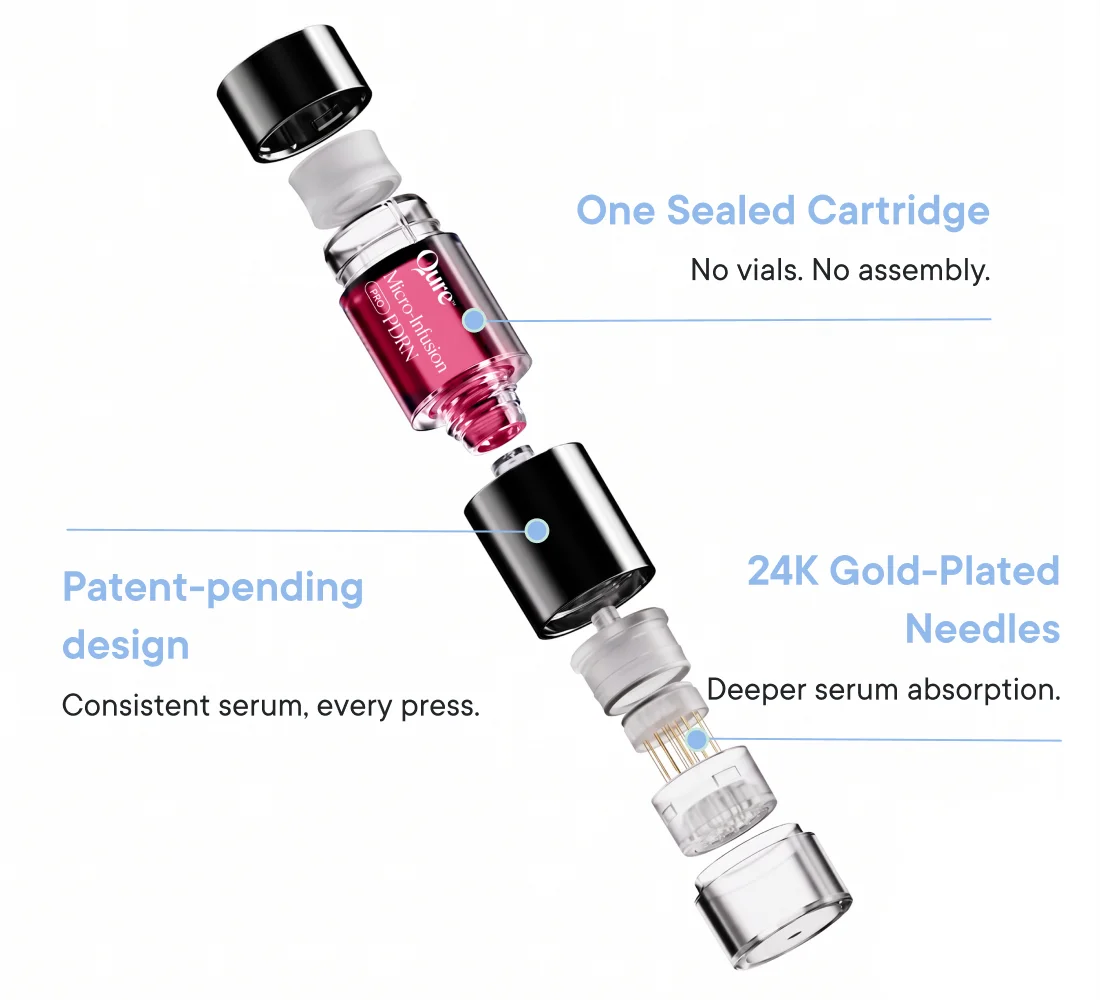 One Sealed Cartridge
No vials. No assembly.
Qure™
Micro-Infusion
PRO PDRN
Patent-pending
design
Consistent serum, every press.
24K Gold-Plated
Needles
Deeper serum absorption.